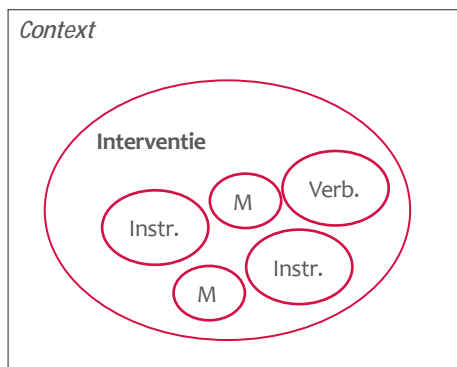 Context
Interventie
Verb.
M
Instr.
Instr.
M